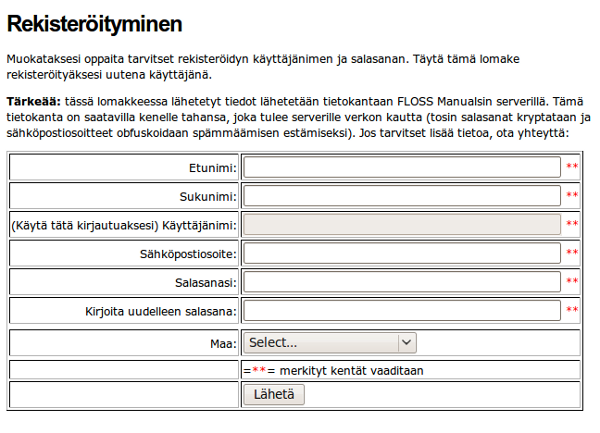 Rekisteröityminen
Muokataksesi oppaita tarvitset rekisteröidyn käyttäjänimen ja salasanan. Täytä tämä lomake
rekisteröityäksesi uutena käyttäjänä.
Tärkeää: tässä lomakkeessa lähetetyt tiedot lähetetään tietokantaan FLOSS Manualsin serverillä. Tämä
tietokanta on saatavilla kenelle tahansa, joka tulee serverille verkon kautta (tosin salasanat kryptataan ja
sähköpostiosoitteet obfuskoidaan spämmäämisen estämiseksi). Jos tarvitset lisää tietoa, ota yhteyttä:
Etunimi: **
Sukunimi: **
(Käytä tätä kirjautuaksesi) Käyttäjänimi: **
Sähköpostiosoite: **
Salasanasi: **
Kirjoita uudelleen salasana: **
Maa: Select...
=**= merkityt kentät vaaditaan
Lähetä